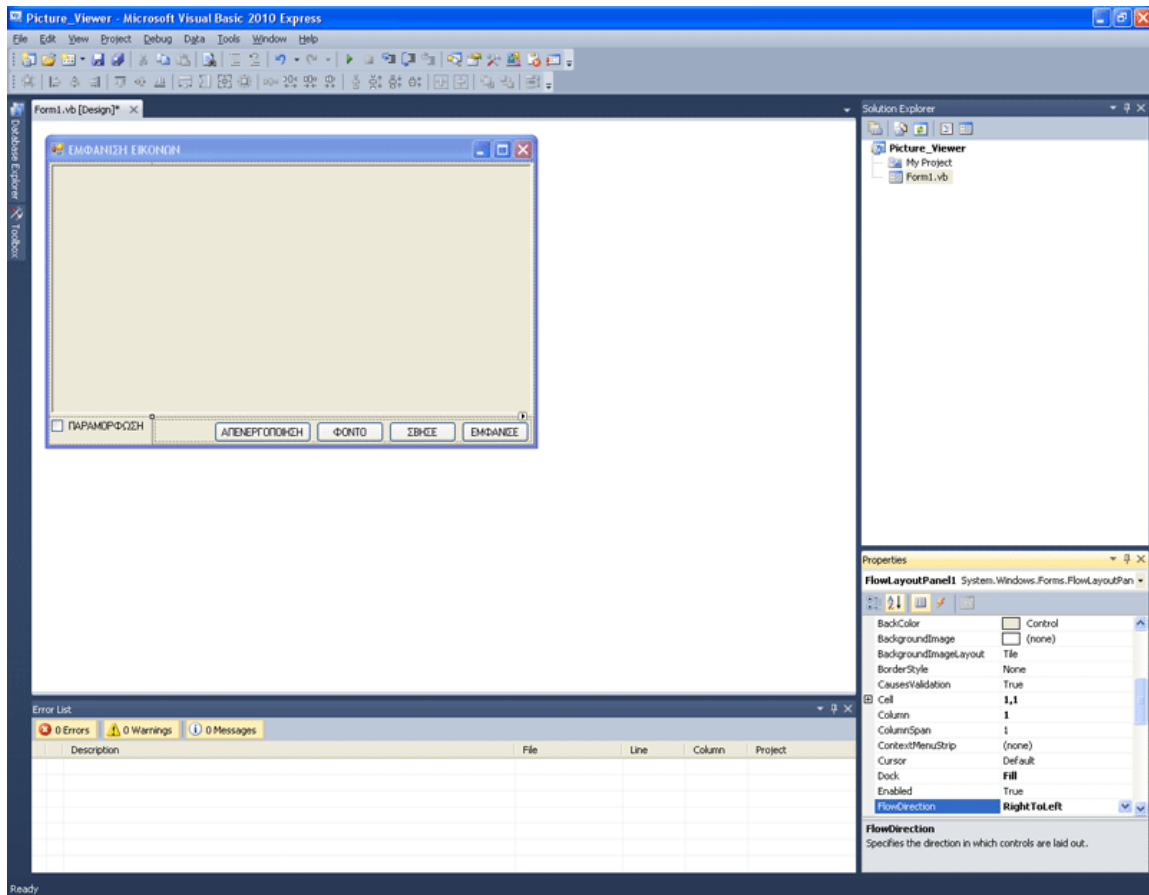 Picture_Viewer - Microsoft Visual Basic 2010 Express
File Edit View Project Debug Data Tools Window Help
Form1.vb [Design]* ×
Database Explorer
Toolbox
ΕΜΦΑΝΙΣΗ ΕΙΚΟΝΩΝ
ΠΑΡΑΜΟΡΦΩΣΗ
ΑΠΕΝΕΡΓΟΠΟΙΗΣΗ ΦΟΝΤΟ ΣΒΗΣΕ ΕΜΦΑΝΙΣΕ
Solution Explorer
Picture_Viewer
My Project
Form1.vb
Properties
FlowLayoutPanel1 System.Windows.Forms.FlowLayoutPan
BackColor Control
BackgroundImage (none)
BackgroundImageLayout Tile
BorderStyle None
CausesValidation True
Cell 1,1
Column 1
ColumnSpan 1
ContextMenuStrip (none)
Cursor Default
Dock Fill
Enabled True
FlowDirection RightToLeft
FlowDirection
Specifies the direction in which controls are laid out.
Error List
0 Errors 0 Warnings 0 Messages
Description File Line Column Project
Ready